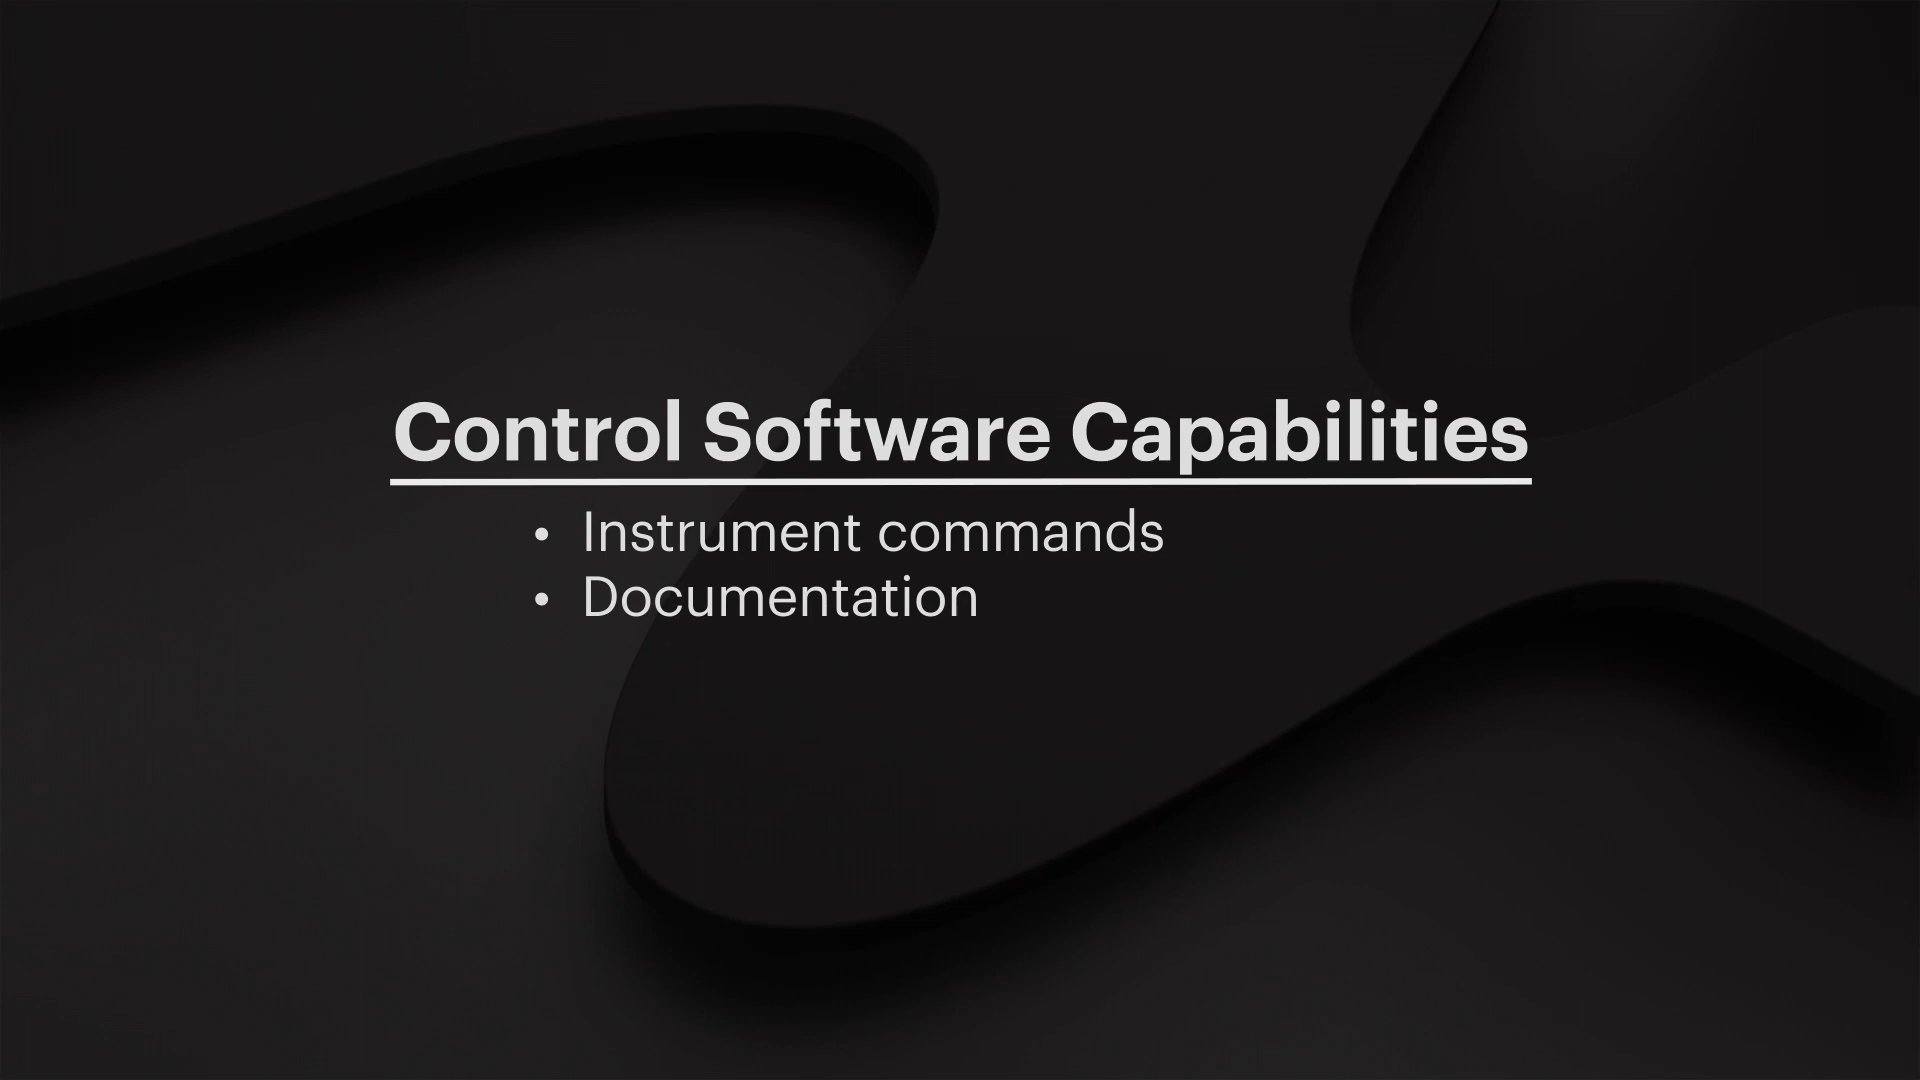 Control Software Capabilities
• Instrument commands
• Documentation